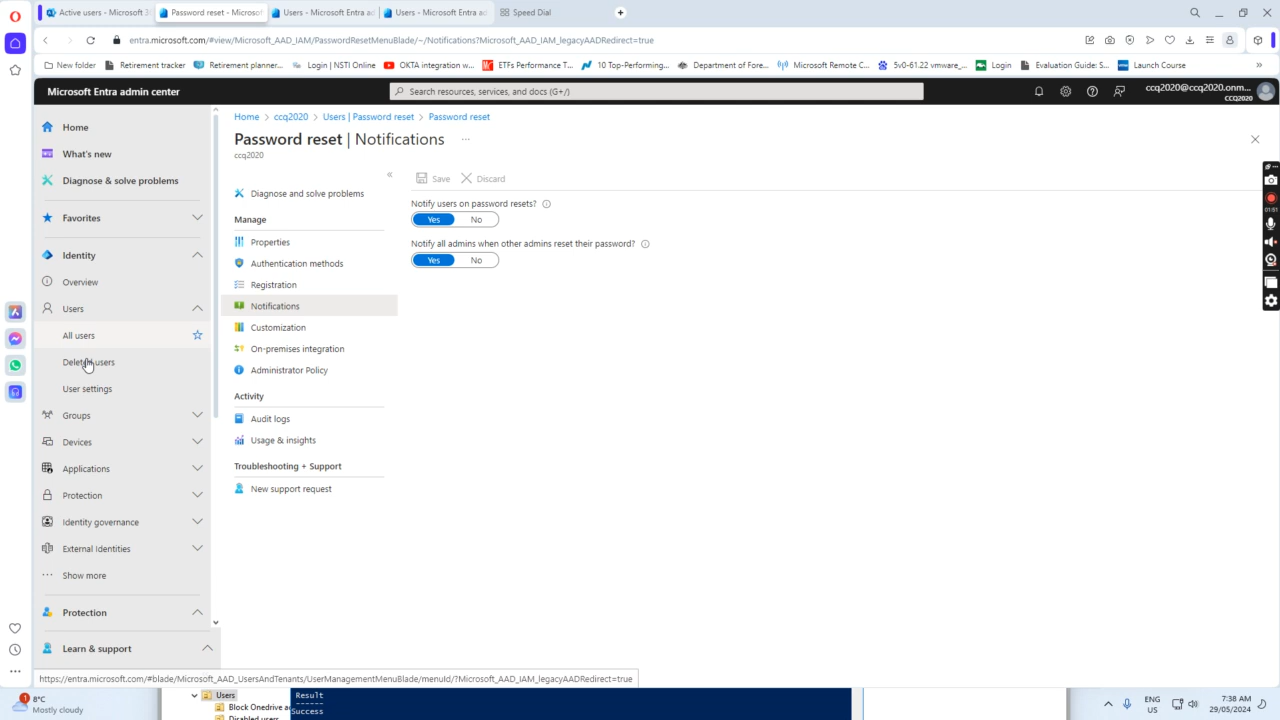 Active users - Microsoft 3
Password reset - Microsof
Users - Microsoft Entra ad
Users - Microsoft Entra ad
Speed Dial
entra.microsoft.com/#view/Microsoft_AAD_IAM/PasswordResetMenuBlade/~/Notifications?Microsoft_AAD_IAM_legacyAADRedirect=true
New folder
Retirement tracker
Retirement planner...
Login | NSTI Online
OKTA integration w...
ETFs Performance T...
10 Top-Performing...
Department of Fore...
Microsoft Remote C...
5v0-61.22 vmware_...
Login
Evaluation Guide: S...
Launch Course
»
Microsoft Entra admin center
Search resources, services, and docs (G+/)
ccq2020@ccq2020.onm...
CCQ2020
Home
What's new
Diagnose & solve problems
Favorites
Identity
Overview
Users
All users
Deleted users
User settings
Groups
Devices
Applications
Protection
Identity governance
External Identities
Show more
Protection
Learn & support
Home > ccq2020 > Users | Password reset > Password reset
Password reset | Notifications ...
ccq2020
«
Diagnose and solve problems
Manage
Properties
Authentication methods
Registration
Notifications
Customization
On-premises integration
Administrator Policy
Activity
Audit logs
Usage & insights
Troubleshooting + Support
New support request
Save
Discard
Notify users on password resets?
Yes No
Notify all admins when other admins reset their password?
Yes No
01:51
https://entra.microsoft.com/#blade/Microsoft_AAD_UsersAndTenants/UserManagementMenuBlade/menuId/?Microsoft_AAD_IAM_legacyAADRedirect=true
1
8°C
Mostly cloudy
Users
Block Onedrive a
Disabled users
Result
------
Success
ENG
US
7:38 AM
29/05/2024